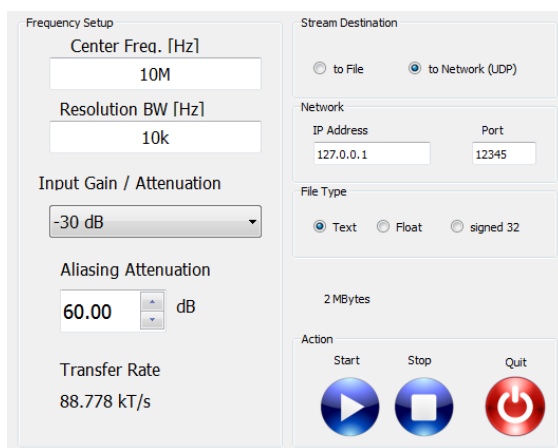 Frequency Setup
Center Freq. [Hz]
10M
Resolution BW [Hz]
10k
Input Gain / Attenuation
-30 dB
Aliasing Attenuation
60.00 dB
Transfer Rate
88.778 kT/s
Stream Destination
to File to Network (UDP)
Network
IP Address Port
127.0.0.1 12345
File Type
Text Float signed 32
2 MBytes
Action
Start Stop Quit